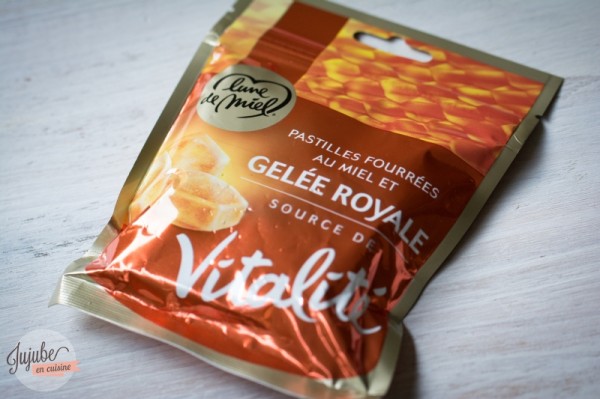 lune
de miel
PASTILLES FOURRÉES
AU MIEL ET
GELÉE ROYALE
SOURCE DE
Vitalité
Jujube
en cuisine